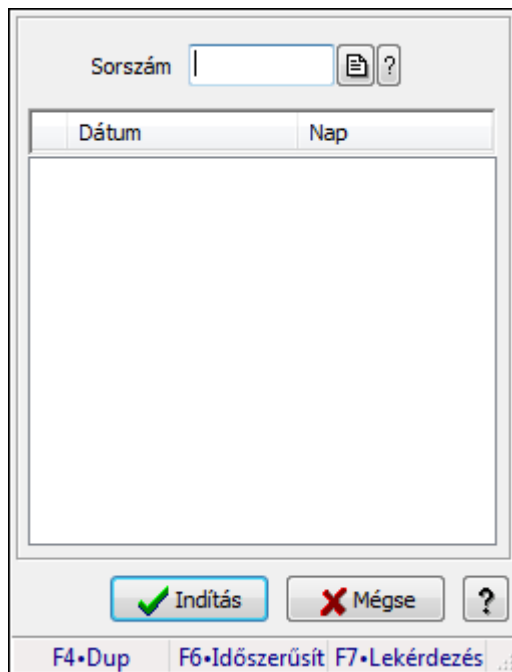 Sorszám ?
Dátum Nap
Indítás Mégse ?
F4•Dup F6•Időszerűsít F7•Lekérdezés